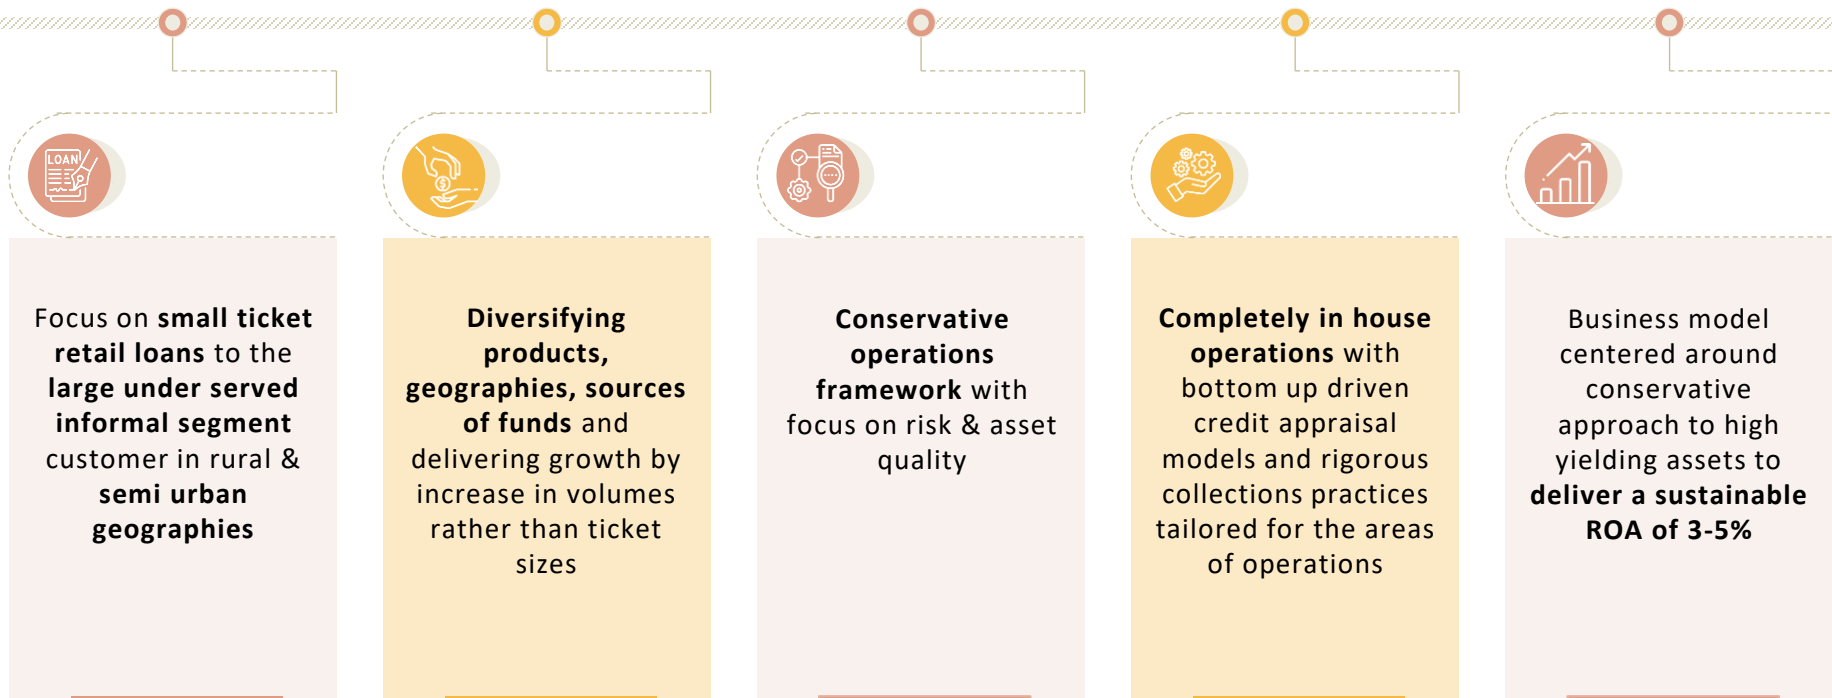 LOAN
Focus on small ticket
retail loans to the
large under served
informal segment
customer in rural &
semi urban
geographies
$
Diversifying
products,
geographies, sources
of funds and
delivering growth by
increase in volumes
rather than ticket
sizes
Conservative
operations
framework with
focus on risk & asset
quality
Completely in house
operations with
bottom up driven
credit appraisal
models and rigorous
collections practices
tailored for the areas
of operations
Business model
centered around
conservative
approach to high
yielding assets to
deliver a sustainable
ROA of 3-5%